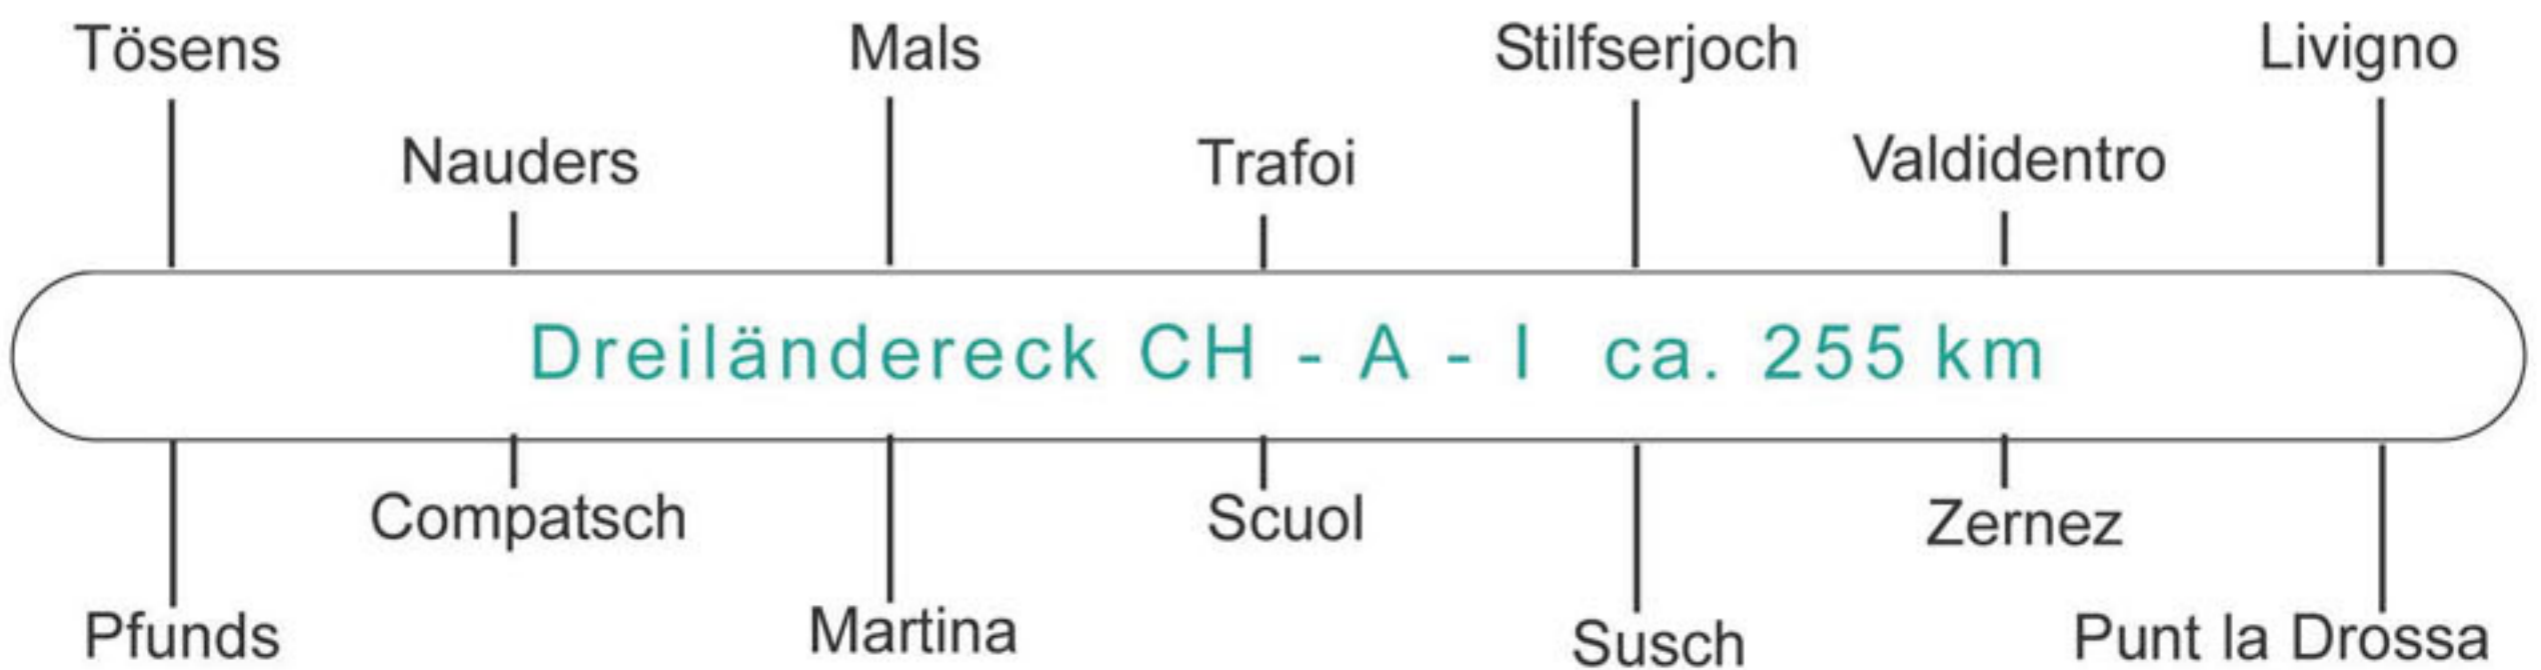 Tösens Mals Stilfserjoch Livigno
Nauders Trafoi Valdidentro
Dreiländereck CH - A - I ca. 255 km
Compatsch Scuol Zernez
Pfunds Martina Susch Punt la Drossa